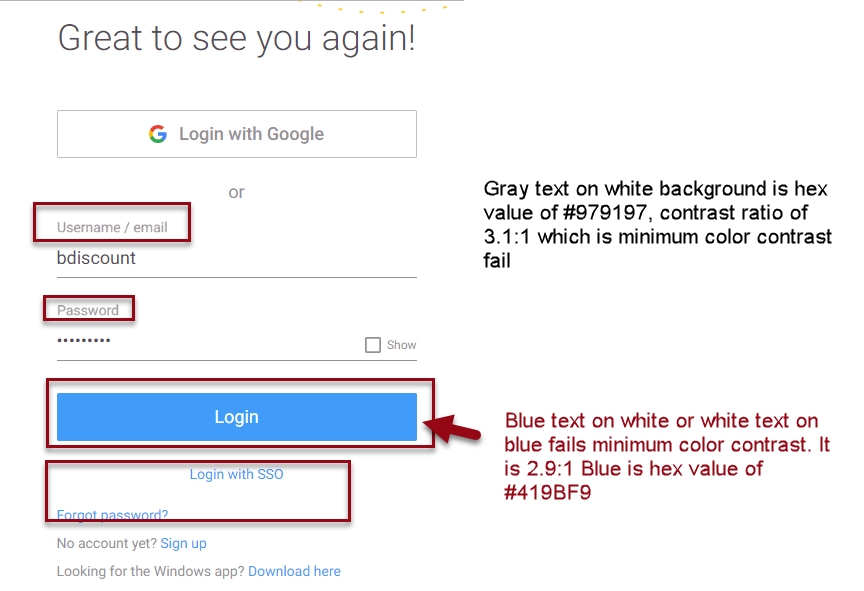 Great to see you again!
Login with Google
or
Username / email
bdiscount
Password
•••••••••
Show
Login
Login with SSO
Forgot password?
No account yet? Sign up
Looking for the Windows app? Download here
Gray text on white background is hex
value of #979197, contrast ratio of
3.1:1 which is minimum color contrast
fail
Blue text on white or white text on
blue fails minimum color contrast. It
is 2.9:1 Blue is hex value of
#419BF9